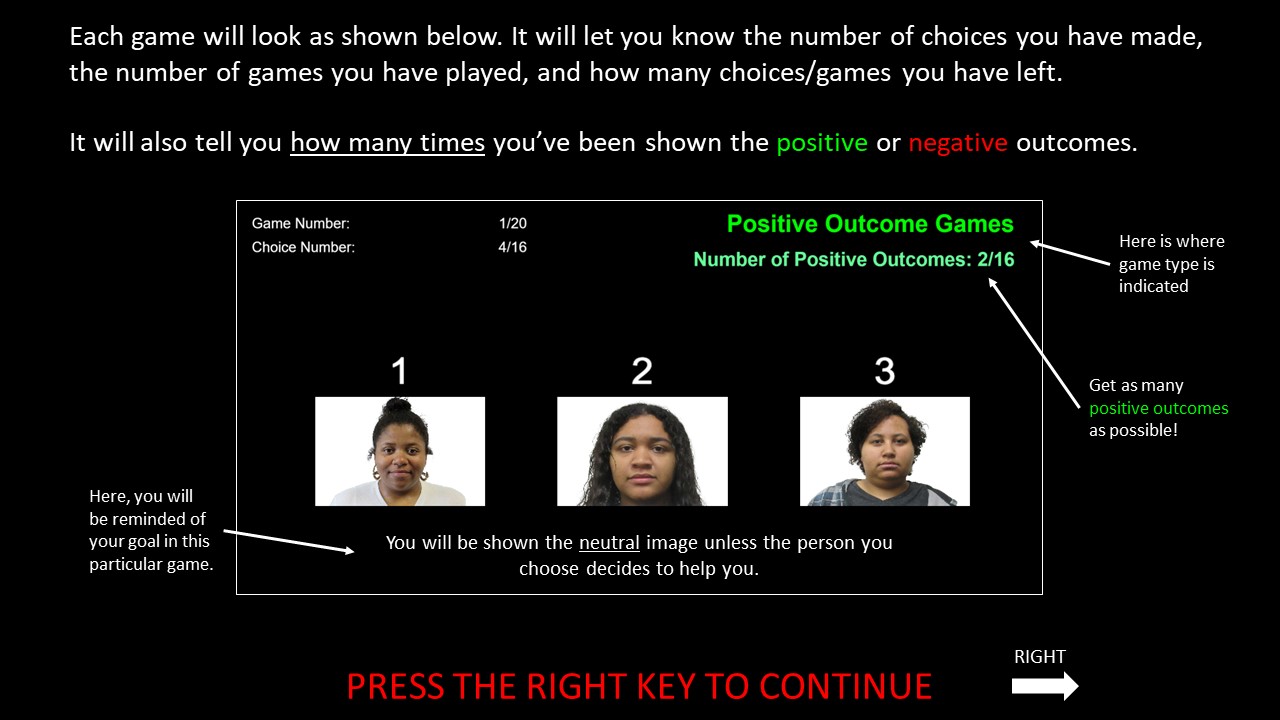 Each game will look as shown below. It will let you know the number of choices you have made,
the number of games you have played, and how many choices/games you have left.
It will also tell you how many times you’ve been shown the positive or negative outcomes.
Game Number: 1/20
Choice Number: 4/16
Positive Outcome Games
Number of Positive Outcomes: 2/16
Here is where
game type is
indicated
1 2 3
Get as many
positive outcomes
as possible!
Here, you will
be reminded of
your goal in this
particular game.
You will be shown the neutral image unless the person you
choose decides to help you.
RIGHT
PRESS THE RIGHT KEY TO CONTINUE